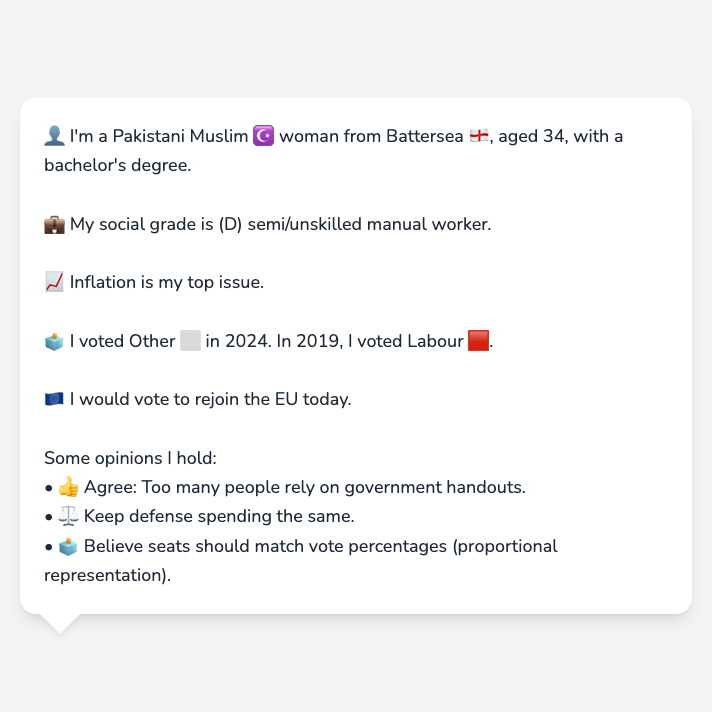 👤 I'm a Pakistani Muslim ☪️ woman from Battersea 🏴󠁧󠁢󠁥󠁮󠁧󠁿, aged 34, with a
bachelor's degree.
💼 My social grade is (D) semi/unskilled manual worker.
📈 Inflation is my top issue.
🗳️ I voted Other ⬜ in 2024. In 2019, I voted Labour 🟥.
🇪🇺 I would vote to rejoin the EU today.
Some opinions I hold:
• 👍 Agree: Too many people rely on government handouts.
• ⚖️ Keep defense spending the same.
• 🗳️ Believe seats should match vote percentages (proportional
representation).